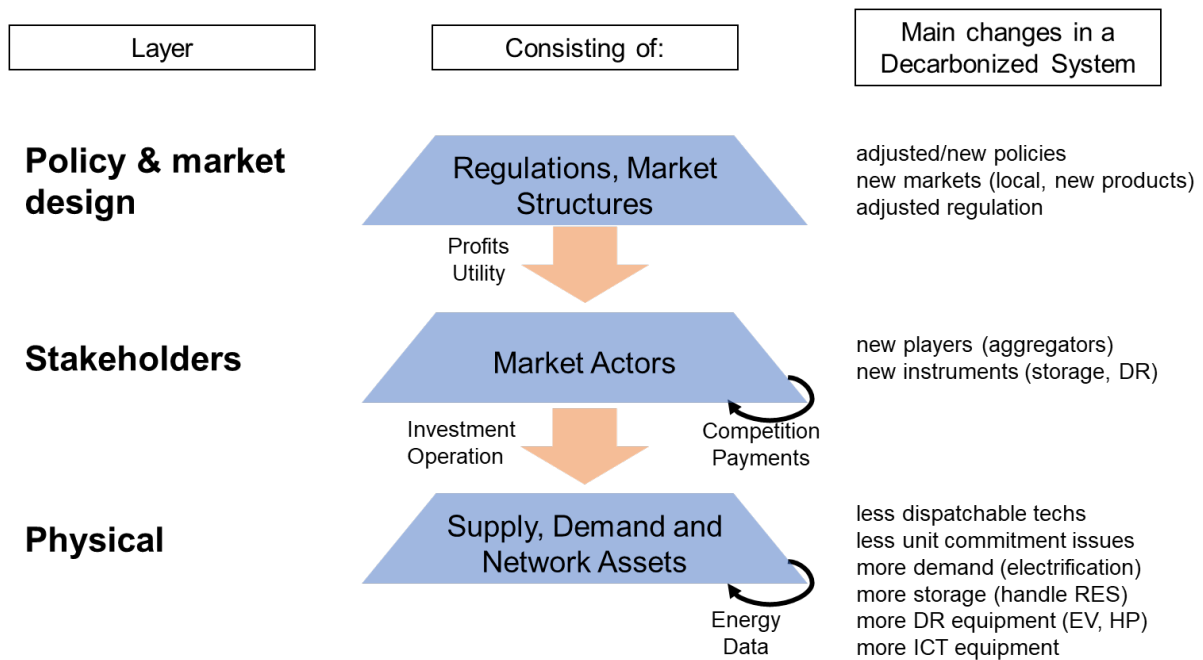 Layer
Consisting of:
Main changes in a
Decarbonized System
Policy & market
design
Regulations, Market
Structures
adjusted/new policies
new markets (local, new products)
adjusted regulation
Profits
Utility
Stakeholders
Market Actors
new players (aggregators)
new instruments (storage, DR)
Investment
Operation
Competition
Payments
Physical
Supply, Demand and
Network Assets
less dispatchable techs
less unit commitment issues
more demand (electrification)
more storage (handle RES)
more DR equipment (EV, HP)
more ICT equipment
Energy
Data